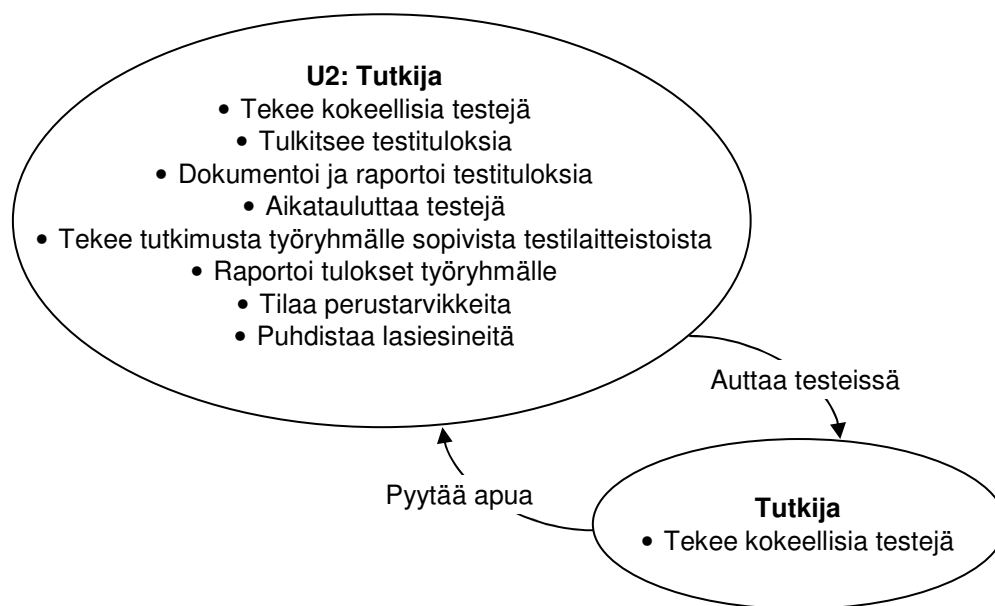 U2: Tutkija
• Tekee kokeellisia testejä
• Tulkitsee testituloksia
• Dokumentoi ja raportoi testituloksia
• Aikatauluttaa testejä
• Tekee tutkimusta työryhmälle sopivista testilaitteistoista
• Raportoi tulokset työryhmälle
• Tilaa perustarvikkeita
• Puhdistaa lasiesineitä
Auttaa testeissä
Pyytää apua
Tutkija
• Tekee kokeellisia testejä